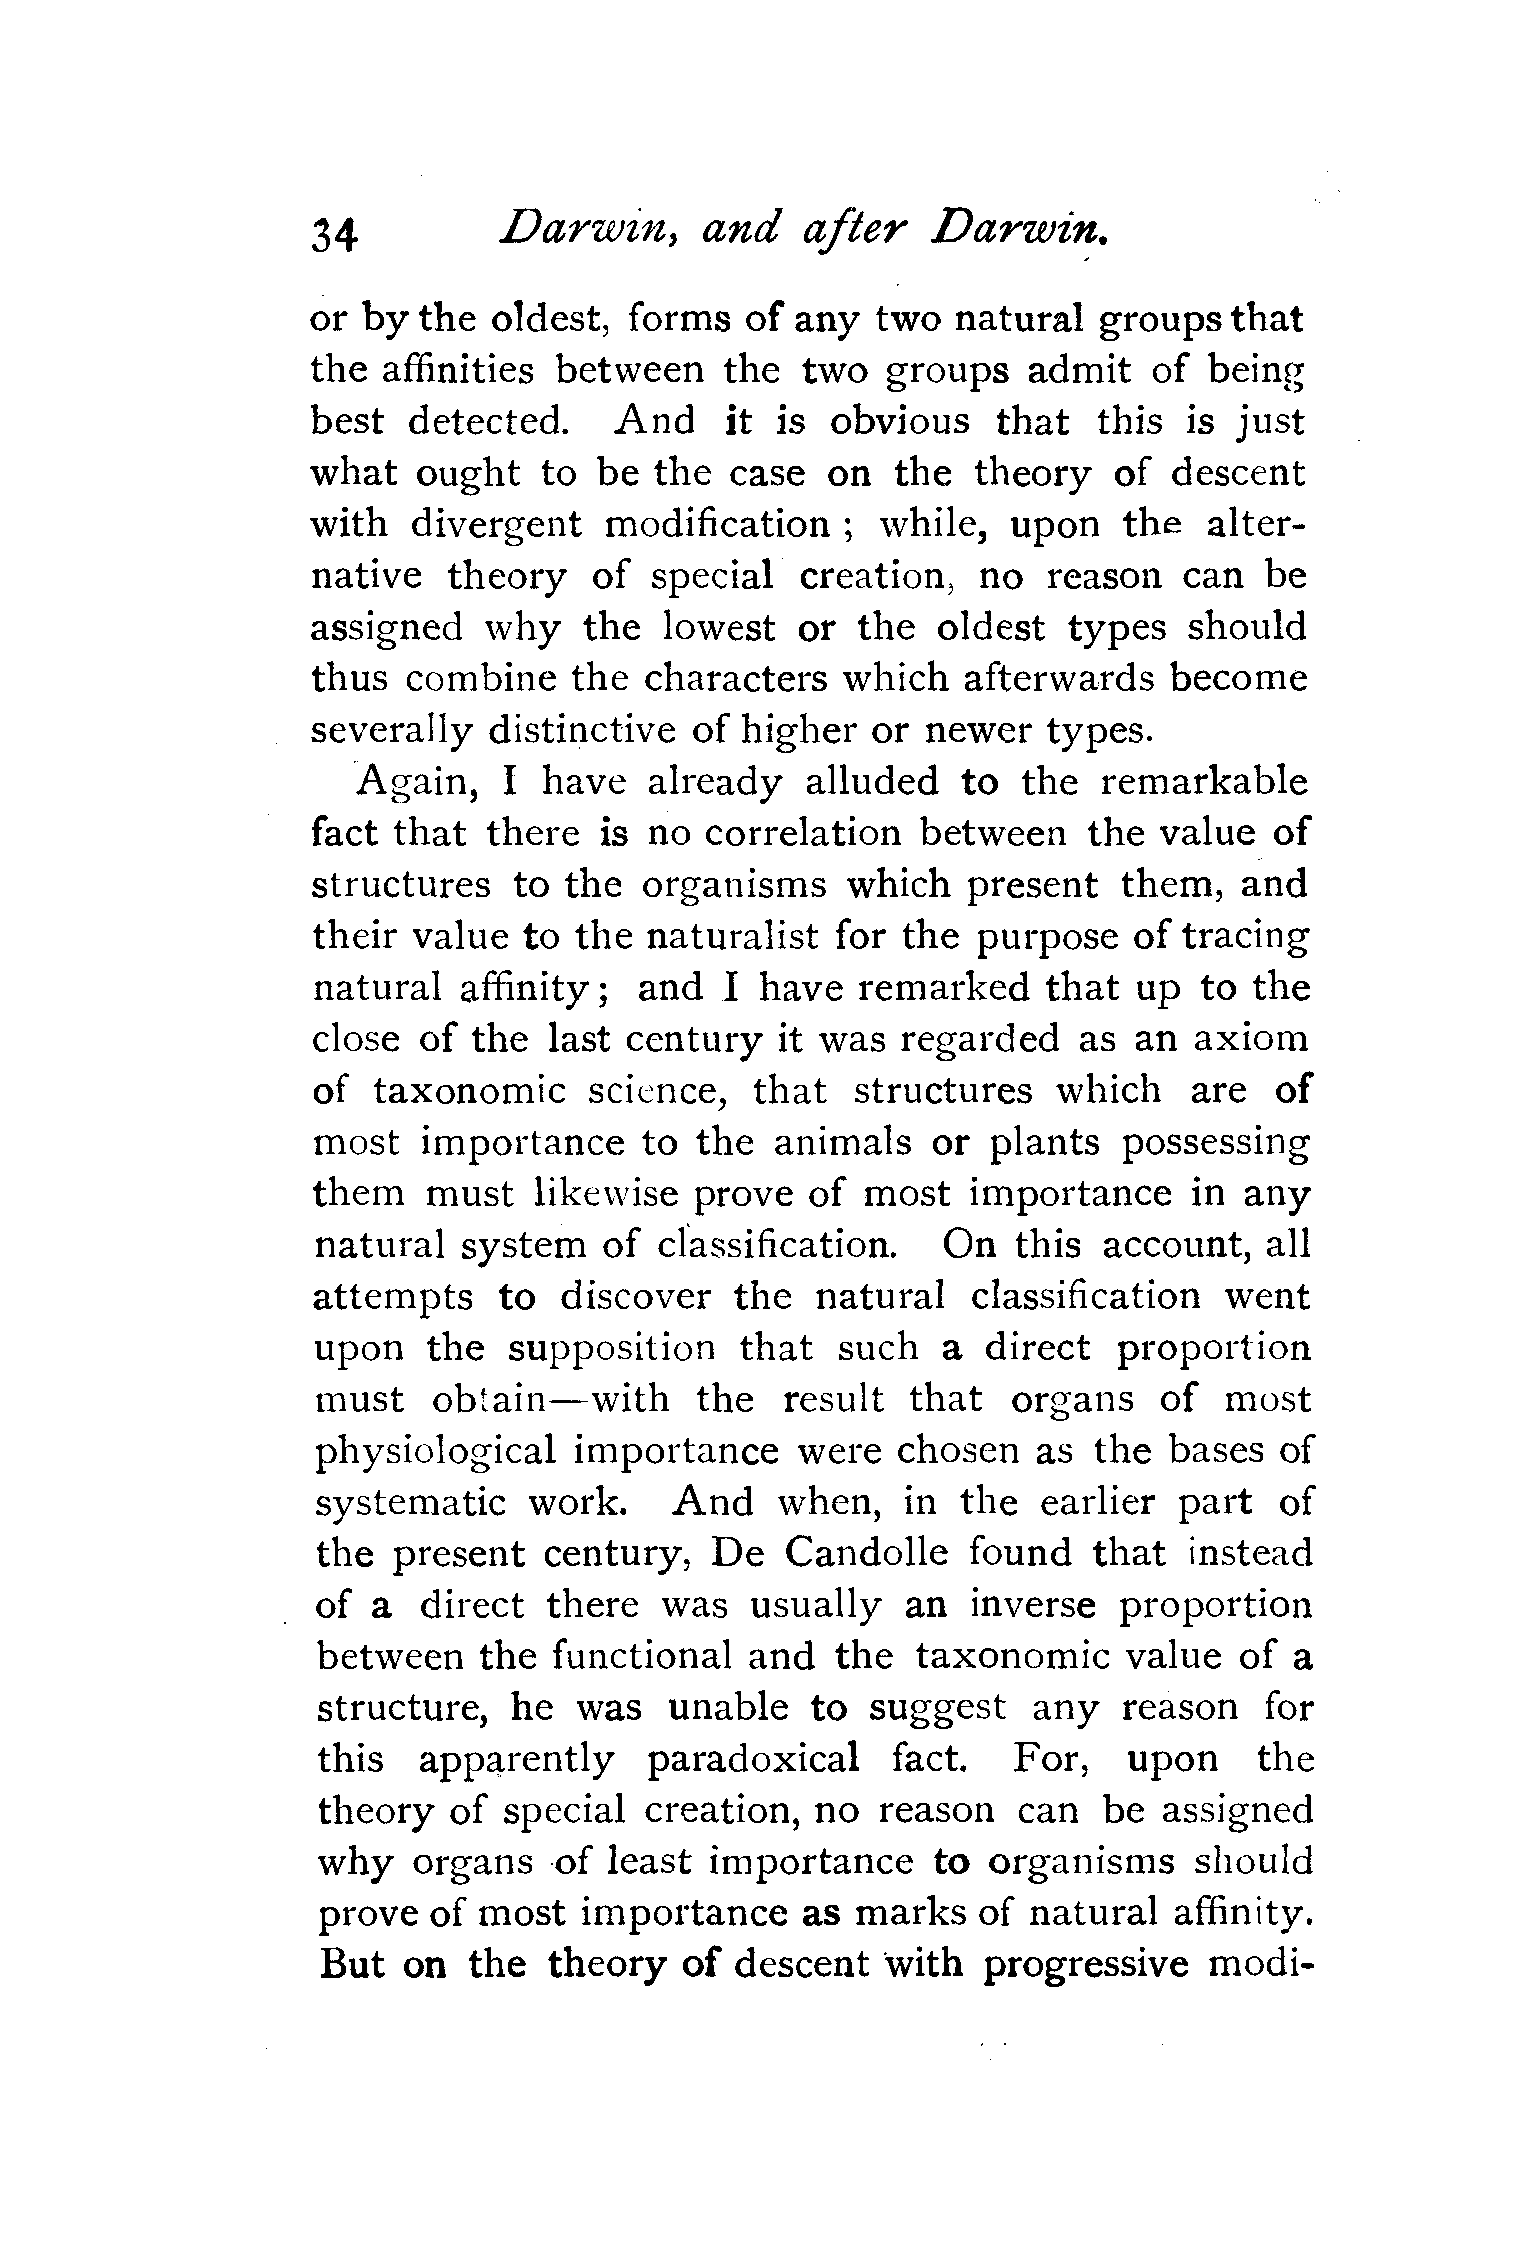 34 Darwin, and after Darwin.
or by the oldest, forms of any two natural groups that
the affinities between the two groups admit of being
best detected. And it is obvious that this is just
what ought to be the case on the theory of descent
with divergent modification ; while, upon the alter-
native theory of special creation, no reason can be
assigned why the lowest or the oldest types should
thus combine the characters which afterwards become
severally distinctive of higher or newer types.
Again, I have already alluded to the remarkable
fact that there is no correlation between the value of
structures to the organisms which present them, and
their value to the naturalist for the purpose of tracing
natural affinity ; and I have remarked that up to the
close of the last century it was regarded as an axiom
of taxonomic science, that structures which are of
most importance to the animals or plants possessing
them must likewise prove of most importance in any
natural system of classification. On this account, all
attempts to discover the natural classification went
upon the supposition that such a direct proportion
must obtain—with the result that organs of most
physiological importance were chosen as the bases of
systematic work. And when, in the earlier part of
the present century, De Candolle found that instead
of a direct there was usually an inverse proportion
between the functional and the taxonomic value of a
structure, he was unable to suggest any reason for
this apparently paradoxical fact. For, upon the
theory of special creation, no reason can be assigned
why organs of least importance to organisms should
prove of most importance as marks of natural affinity.
But on the theory of descent with progressive modi-